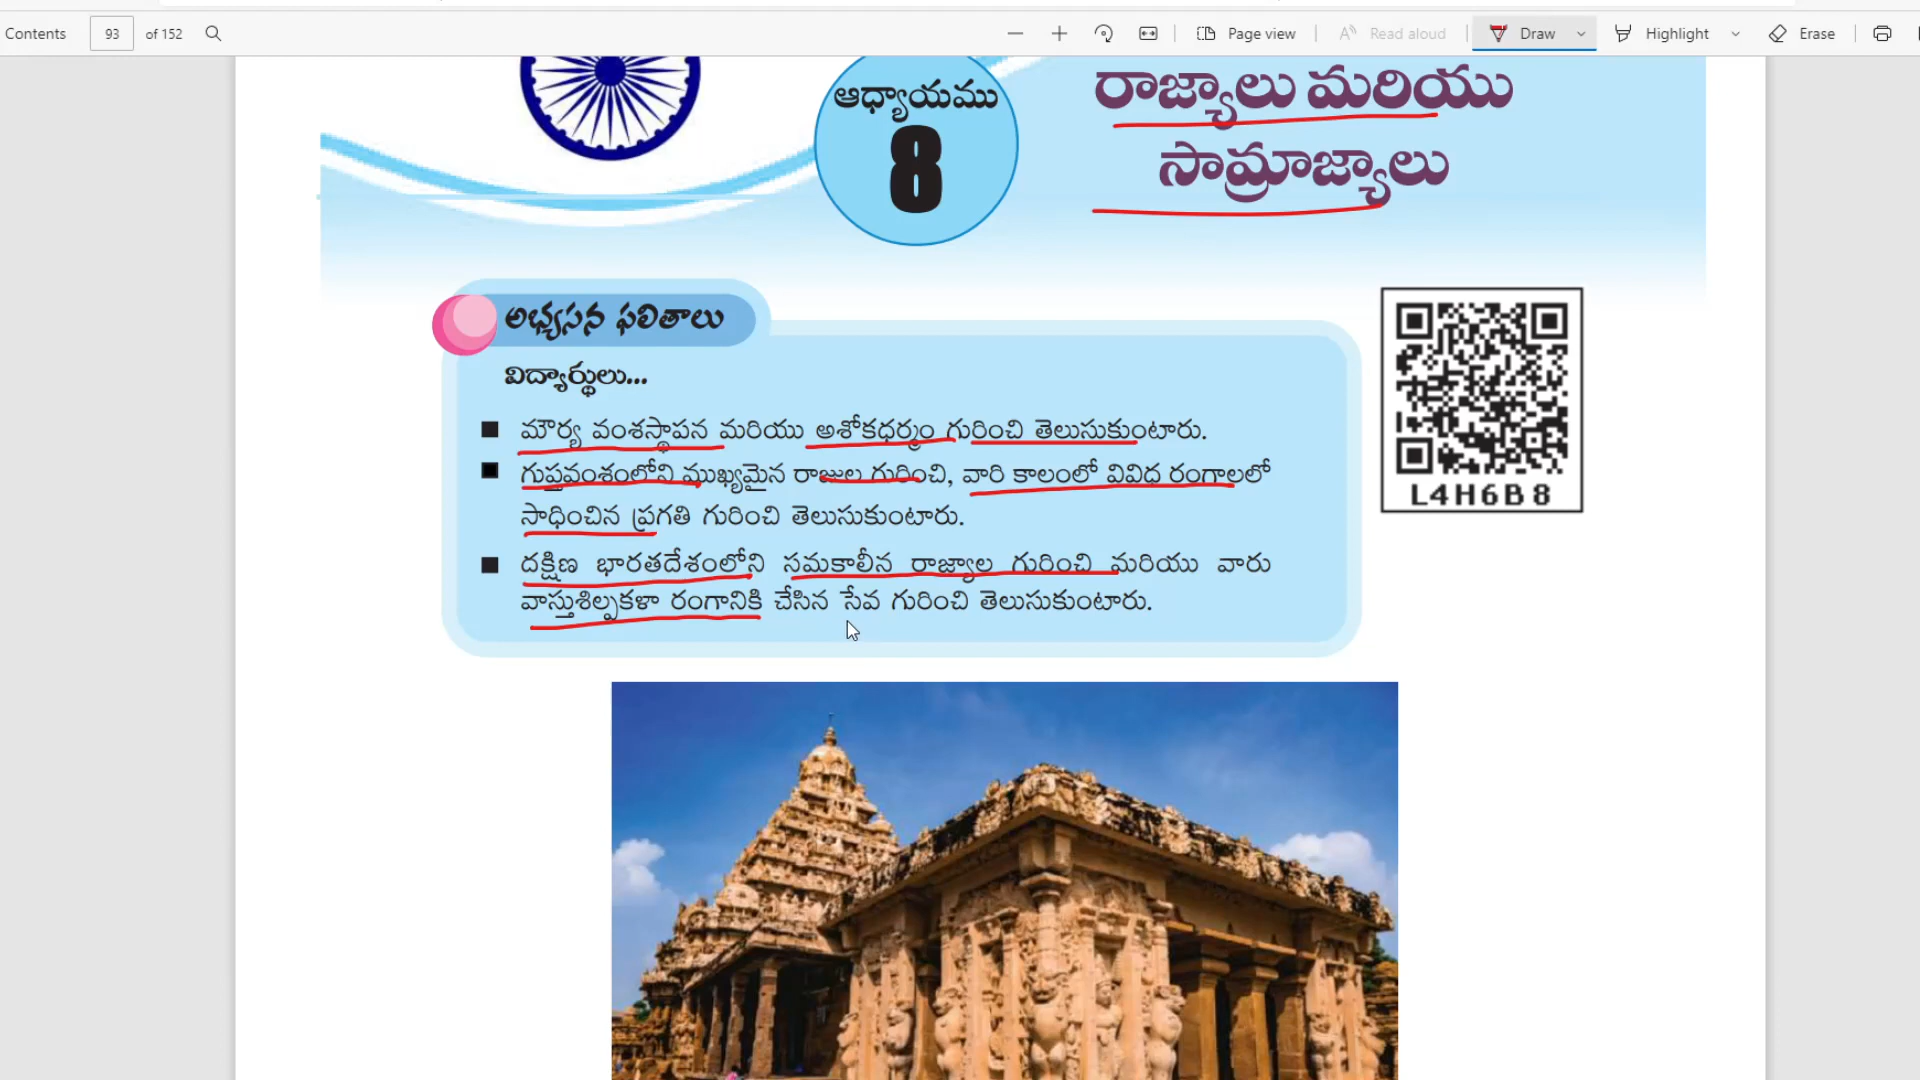 Contents 93 of 152 Page view Read aloud Draw Highlight Erase
ఆధ్యాయము
8
రాజ్యాలు మరియు
సామ్రాజ్యాలు
అభ్యసన ఫలితాలు
విద్యార్థులు...
మౌర్య వంశస్థాపన మరియు అశోకధర్మం గురించి తెలుసుకుంటారు.
గుప్తవంశంలోని ముఖ్యమైన రాజుల గురించి, వారి కాలంలో వివిధ రంగాలలో
సాధించిన ప్రగతి గురించి తెలుసుకుంటారు.
దక్షిణ భారతదేశంలోని సమకాలీన రాజ్యాల గురించి మరియు వారు
వాస్తుశిల్పకళా రంగానికి చేసిన సేవ గురించి తెలుసుకుంటారు.
L4H6B8